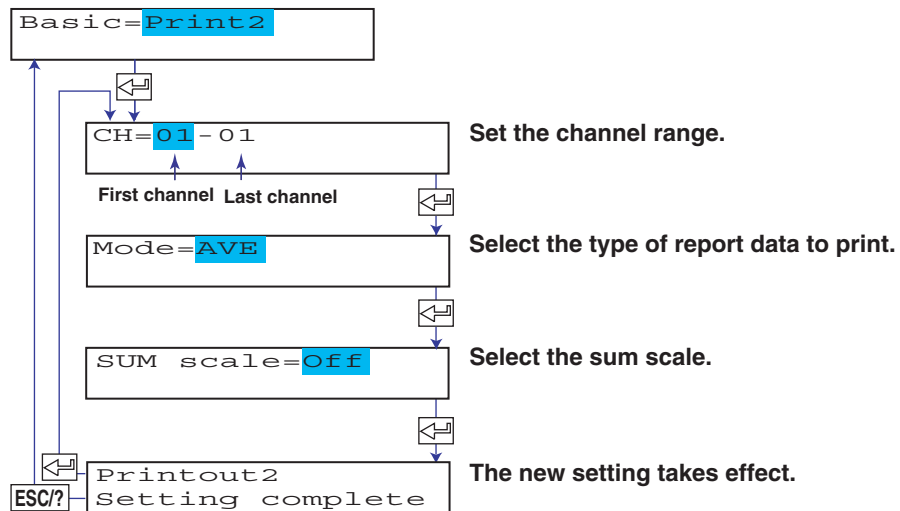 Basic=Print2
CH=01-01
Set the channel range.
First channel Last channel
Mode=AVE
Select the type of report data to print.
SUM scale=Off
Select the sum scale.
Printout2
The new setting takes effect.
ESC/?
Setting complete